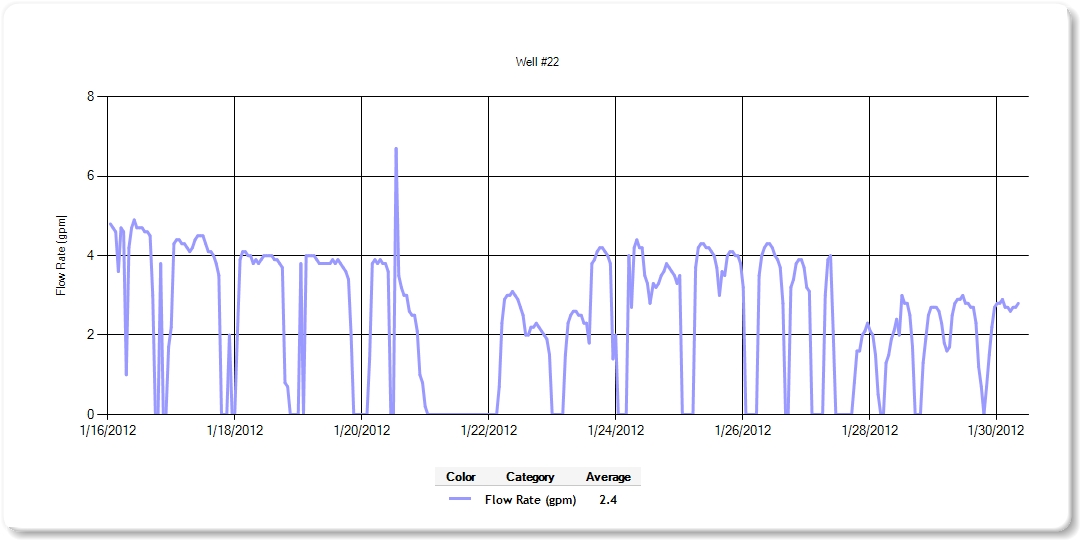 Well #22
8
6
4
2
0
Flow Rate (gpm)
1/16/2012 1/18/2012 1/20/2012 1/22/2012 1/24/2012 1/26/2012 1/28/2012 1/30/2012
Color Category Average
Flow Rate (gpm) 2.4